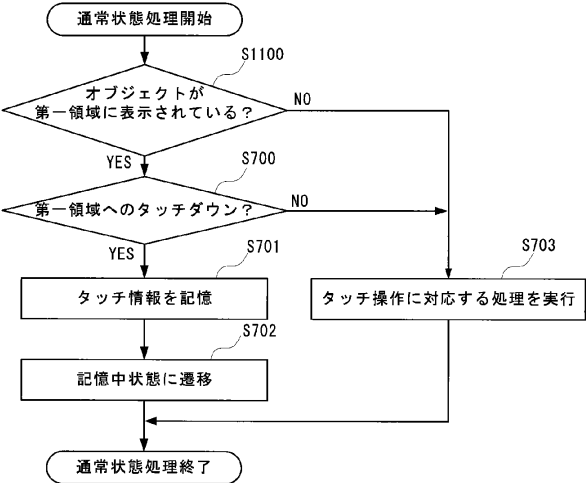 通常状態処理開始
S1100
オブジェクトが
第一領域に表示されている?
NO
YES
S700
第一領域へのタッチダウン?
NO
YES
S701
タッチ情報を記憶
S703
タッチ操作に対応する処理を実行
S702
記憶中状態に遷移
通常状態処理終了